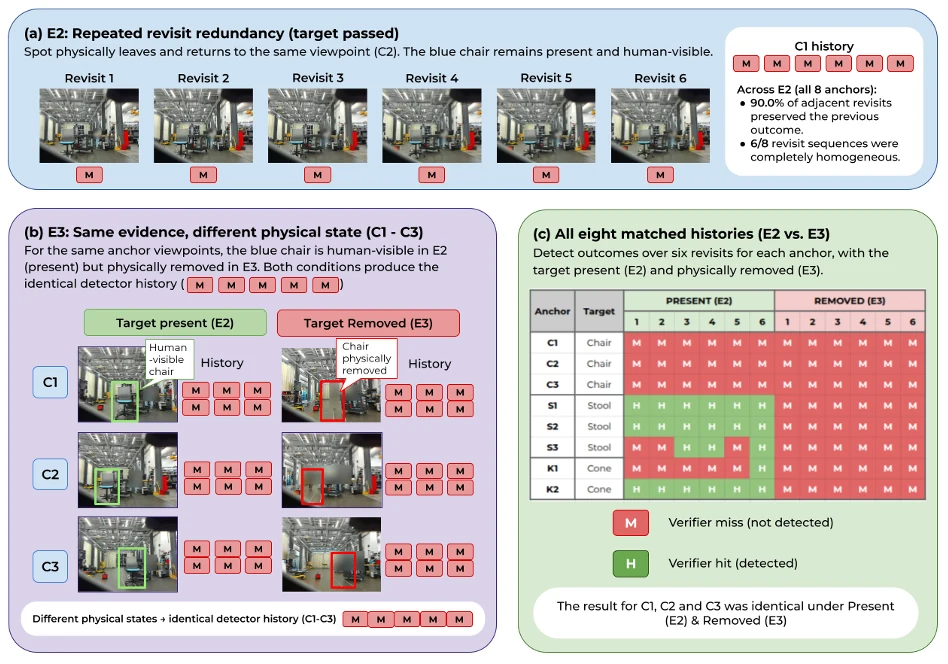 (a) E2: Repeated revisit redundancy (target passed)
Spot physically leaves and returns to the same viewpoint (C2). The blue chair remains present and human-visible.
Revisit 1 Revisit 2 Revisit 3 Revisit 4 Revisit 5 Revisit 6
M M M M M M
C1 history
M M M M M M
Across E2 (all 8 anchors):
• 90.0% of adjacent revisits
preserved the previous
outcome.
• 6/8 revisit sequences were
completely homogeneous.
(b) E3: Same evidence, different physical state (C1 - C3)
For the same anchor viewpoints, the blue chair is human-visible in E2
(present) but physically removed in E3. Both conditions produce the
identical detector history ( M M M M M )
Target present (E2) Target Removed (E3)
Human
-visible
chair
History
Chair
physically
removed
History
C1
M M M M M M
M M M M M M
C2
M M M M M M
M M M M M M
C3
M M M M M M
M M M M M M
Different physical states → identical detector history (C1-C3) M M M M M
(c) All eight matched histories (E2 vs. E3)
Detect outcomes over six revisits for each anchor, with the
target present (E2) and physically removed (E3).
Anchor Target PRESENT (E2) REMOVED (E3)
1 2 3 4 5 6 1 2 3 4 5 6
C1 Chair M M M M M M M M M M M M
C2 Chair M M M M M M M M M M M M
C3 Chair M M M M M M M M M M M M
S1 Stool H H H H H H M M M M M M
S2 Stool H H H H H H M M M M M M
S3 Stool M M H H M H M M M M M M
K1 Cone M M M M M H M M M M M M
K2 Cone H H H H H H M M M M M M
M Verifier miss (not detected)
H Verifier hit (detected)
The result for C1, C2 and C3 was identical under Present
(E2) & Removed (E3)